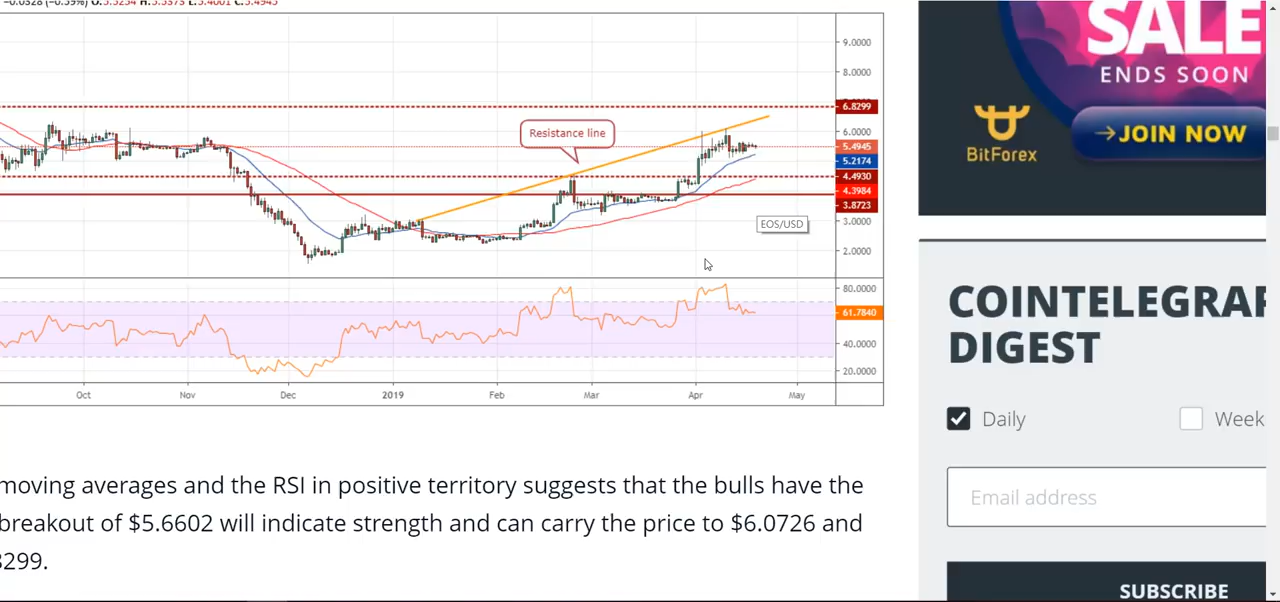 9.0000
8.0000
6.8299
6.0000
5.4945
5.2174
4.4930
4.3984
3.8723
3.0000
2.0000
Resistance line
EOS/USD
80.0000
61.7840
40.0000
20.0000
Oct Nov Dec 2019 Feb Mar Apr May
moving averages and the RSI in positive territory suggests that the bulls have the
breakout of $5.6602 will indicate strength and can carry the price to $6.0726 and
8299.
SALE
ENDS SOON
BitForex
→JOIN NOW
COINTELEGRAP
DIGEST
Daily Week
Email address
SUBSCRIBE